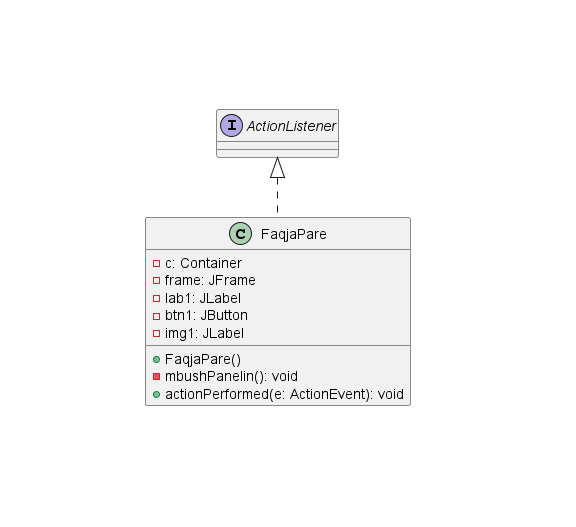 I ActionListener
C FaqjaPare
c: Container
frame: JFrame
lab1: JLabel
btn1: JButton
img1: JLabel
FaqjaPare()
mbushPanelin(): void
actionPerformed(e: ActionEvent): void